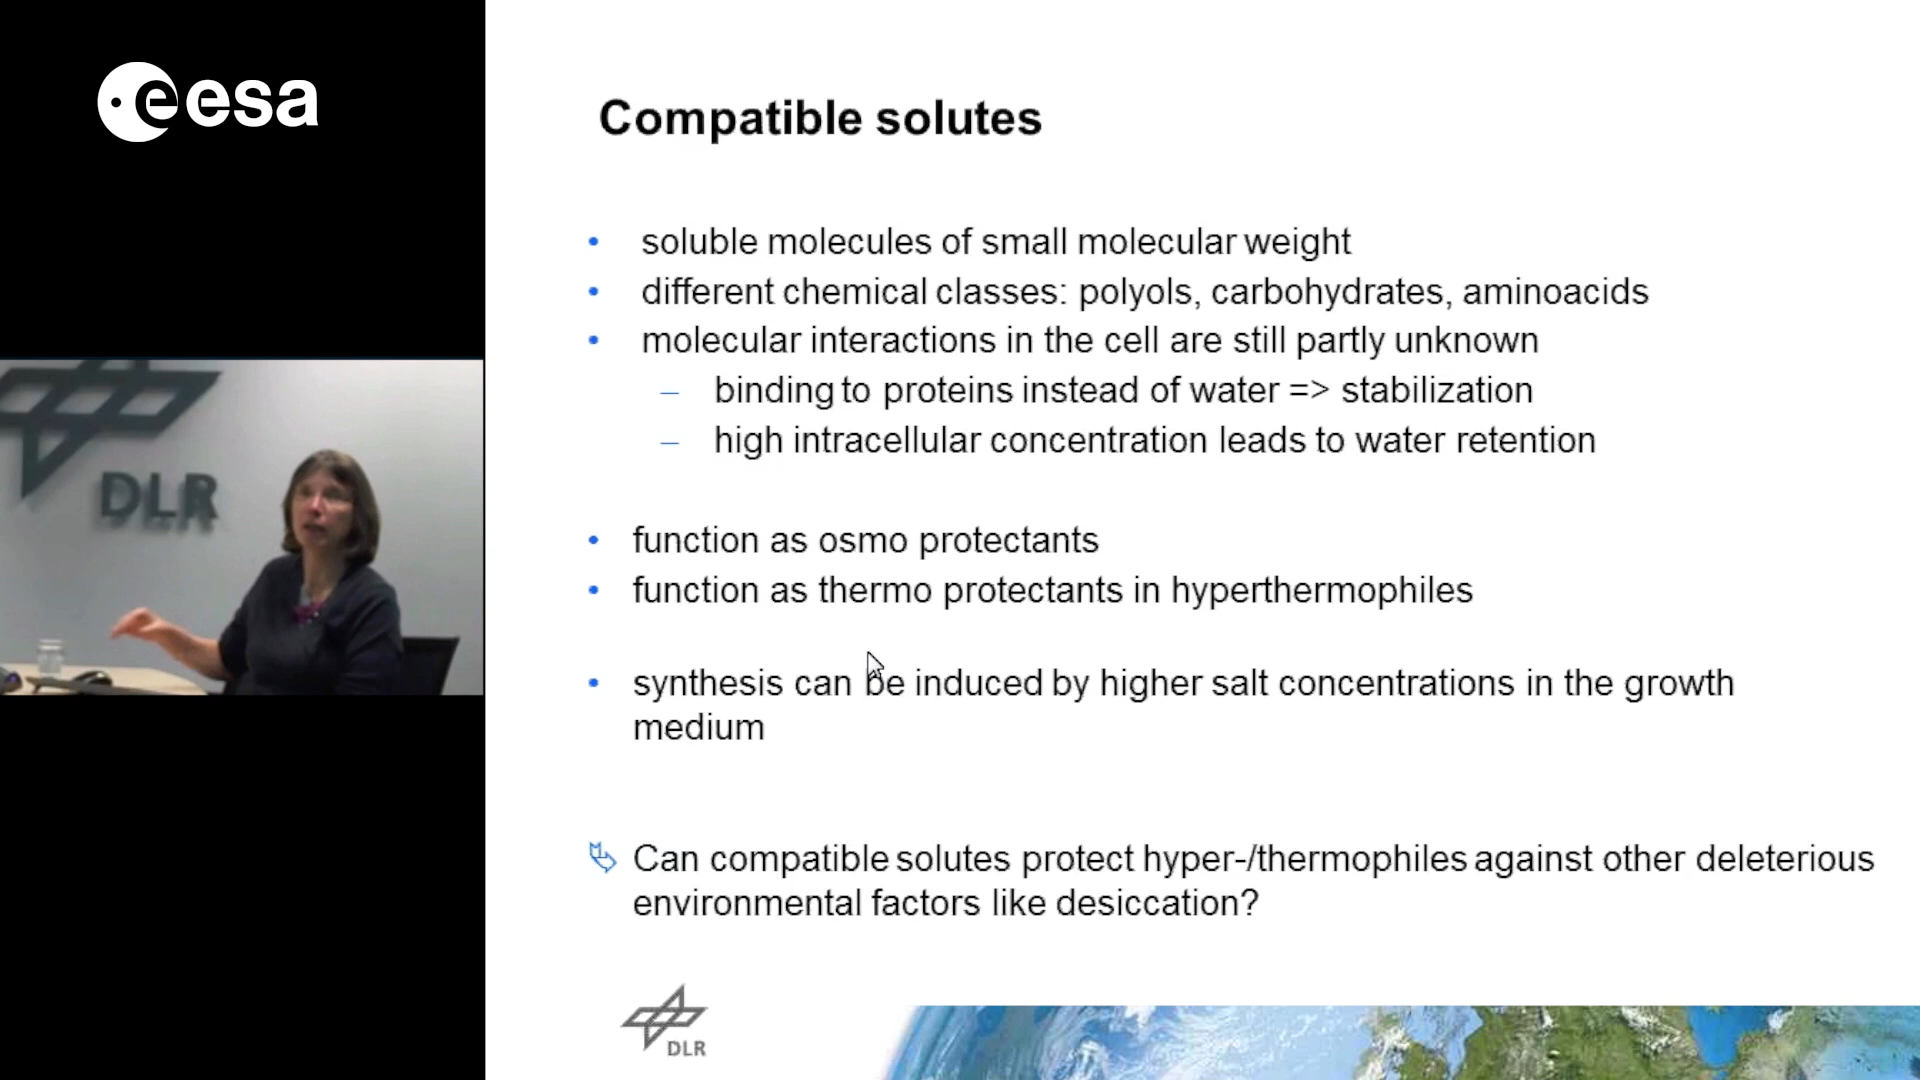 eesa
DLR
Compatible solutes
• soluble molecules of small molecular weight
• different chemical classes: polyols, carbohydrates, aminoacids
• molecular interactions in the cell are still partly unknown
– binding to proteins instead of water => stabilization
– high intracellular concentration leads to water retention
• function as osmo protectants
• function as thermo protectants in hyperthermophiles
• synthesis can be induced by higher salt concentrations in the growth
medium
Can compatible solutes protect hyper-/thermophiles against other deleterious
environmental factors like desiccation?
DLR